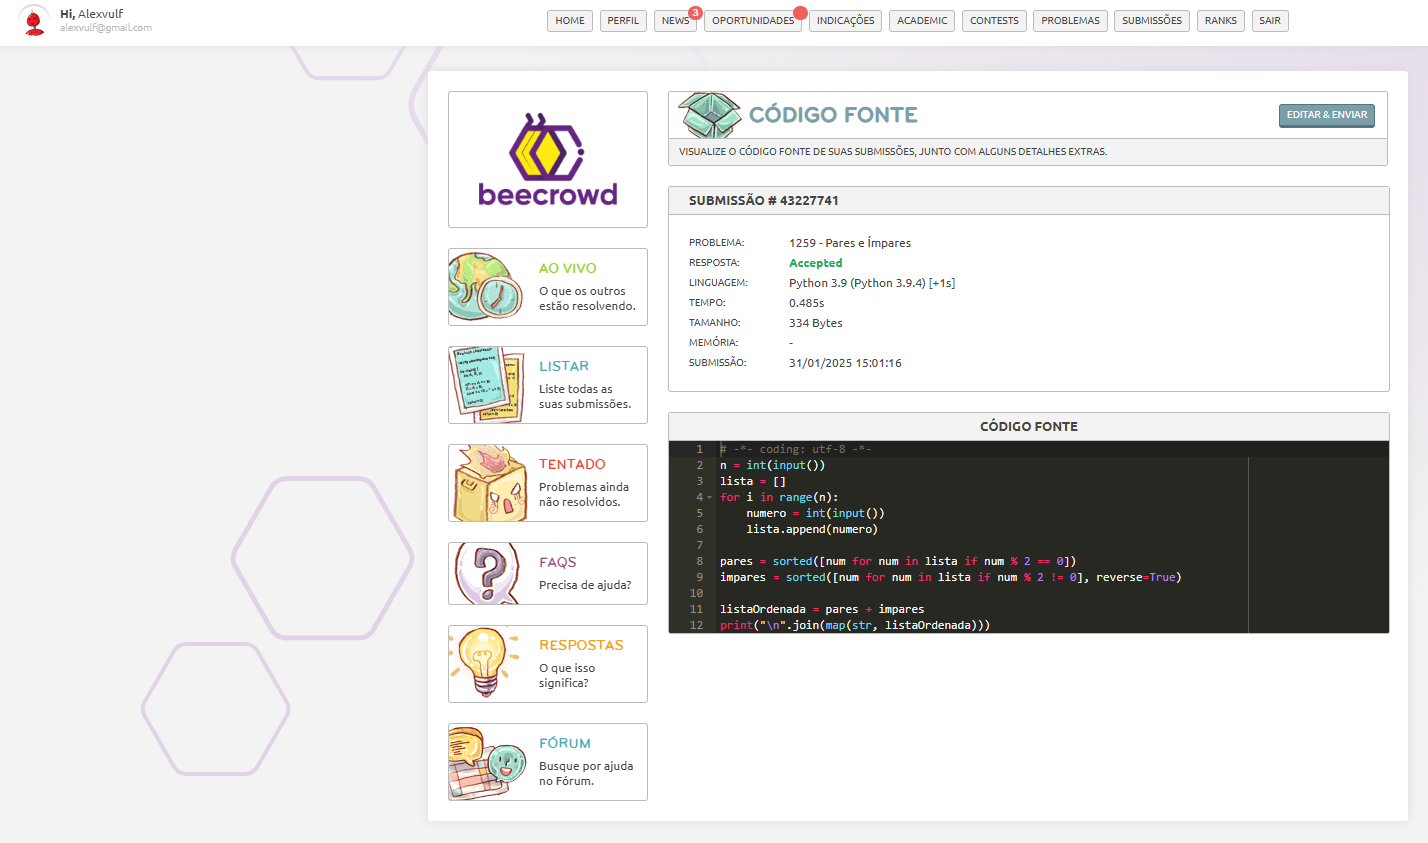 Hi, Alexvulf
alexvulf@gmail.com
HOME
PERFIL
NEWS
3
OPORTUNIDADES
INDICAÇÕES
ACADEMIC
CONTESTS
PROBLEMAS
SUBMISSÕES
RANKS
SAIR
beecrowd
AO VIVO
O que os outros
estão resolvendo.
LISTAR
Liste todas as
suas submissões.
TENTADO
Problemas ainda
não resolvidos.
FAQS
Precisa de ajuda?
RESPOSTAS
O que isso
significa?
FÓRUM
Busque por ajuda
no Fórum.
CÓDIGO FONTE
EDITAR & ENVIAR
VISUALIZE O CÓDIGO FONTE DE SUAS SUBMISSÕES, JUNTO COM ALGUNS DETALHES EXTRAS.
SUBMISSÃO # 43227741
PROBLEMA: 1259 - Pares e Ímpares
RESPOSTA: Accepted
LINGUAGEM: Python 3.9 (Python 3.9.4) [+1s]
TEMPO: 0.485s
TAMANHO: 334 Bytes
MEMÓRIA: -
SUBMISSÃO: 31/01/2025 15:01:16
CÓDIGO FONTE
1 # -*- coding: utf-8 -*-
2 n = int(input())
3 lista = []
4 for i in range(n):
5     numero = int(input())
6     lista.append(numero)
7
8 pares = sorted([num for num in lista if num % 2 == 0])
9 impares = sorted([num for num in lista if num % 2 != 0], reverse=True)
10
11 listaOrdenada = pares + impares
12 print("\n".join(map(str, listaOrdenada)))